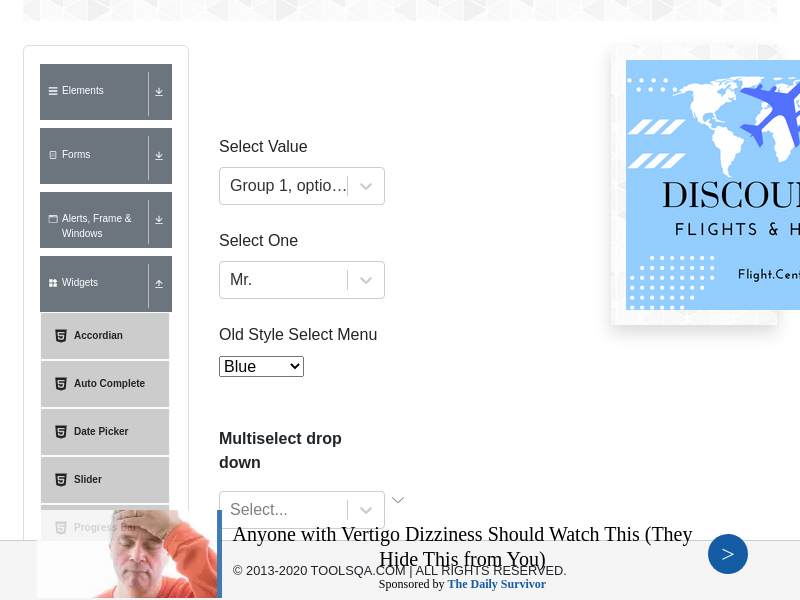 Elements
Forms
Alerts, Frame &
Windows
Widgets
Accordian
Auto Complete
Date Picker
Slider
Progress Bar
Select Value
Group 1, optio...
Select One
Mr.
Old Style Select Menu
Blue
Multiselect drop
down
Select...
DISCOU
FLIGHTS & H
Flight.Cent
Anyone with Vertigo Dizziness Should Watch This (They
Hide This from You)
© 2013-2020 TOOLSQA.COM | ALL RIGHTS RESERVED.
Sponsored by The Daily Survivor
>